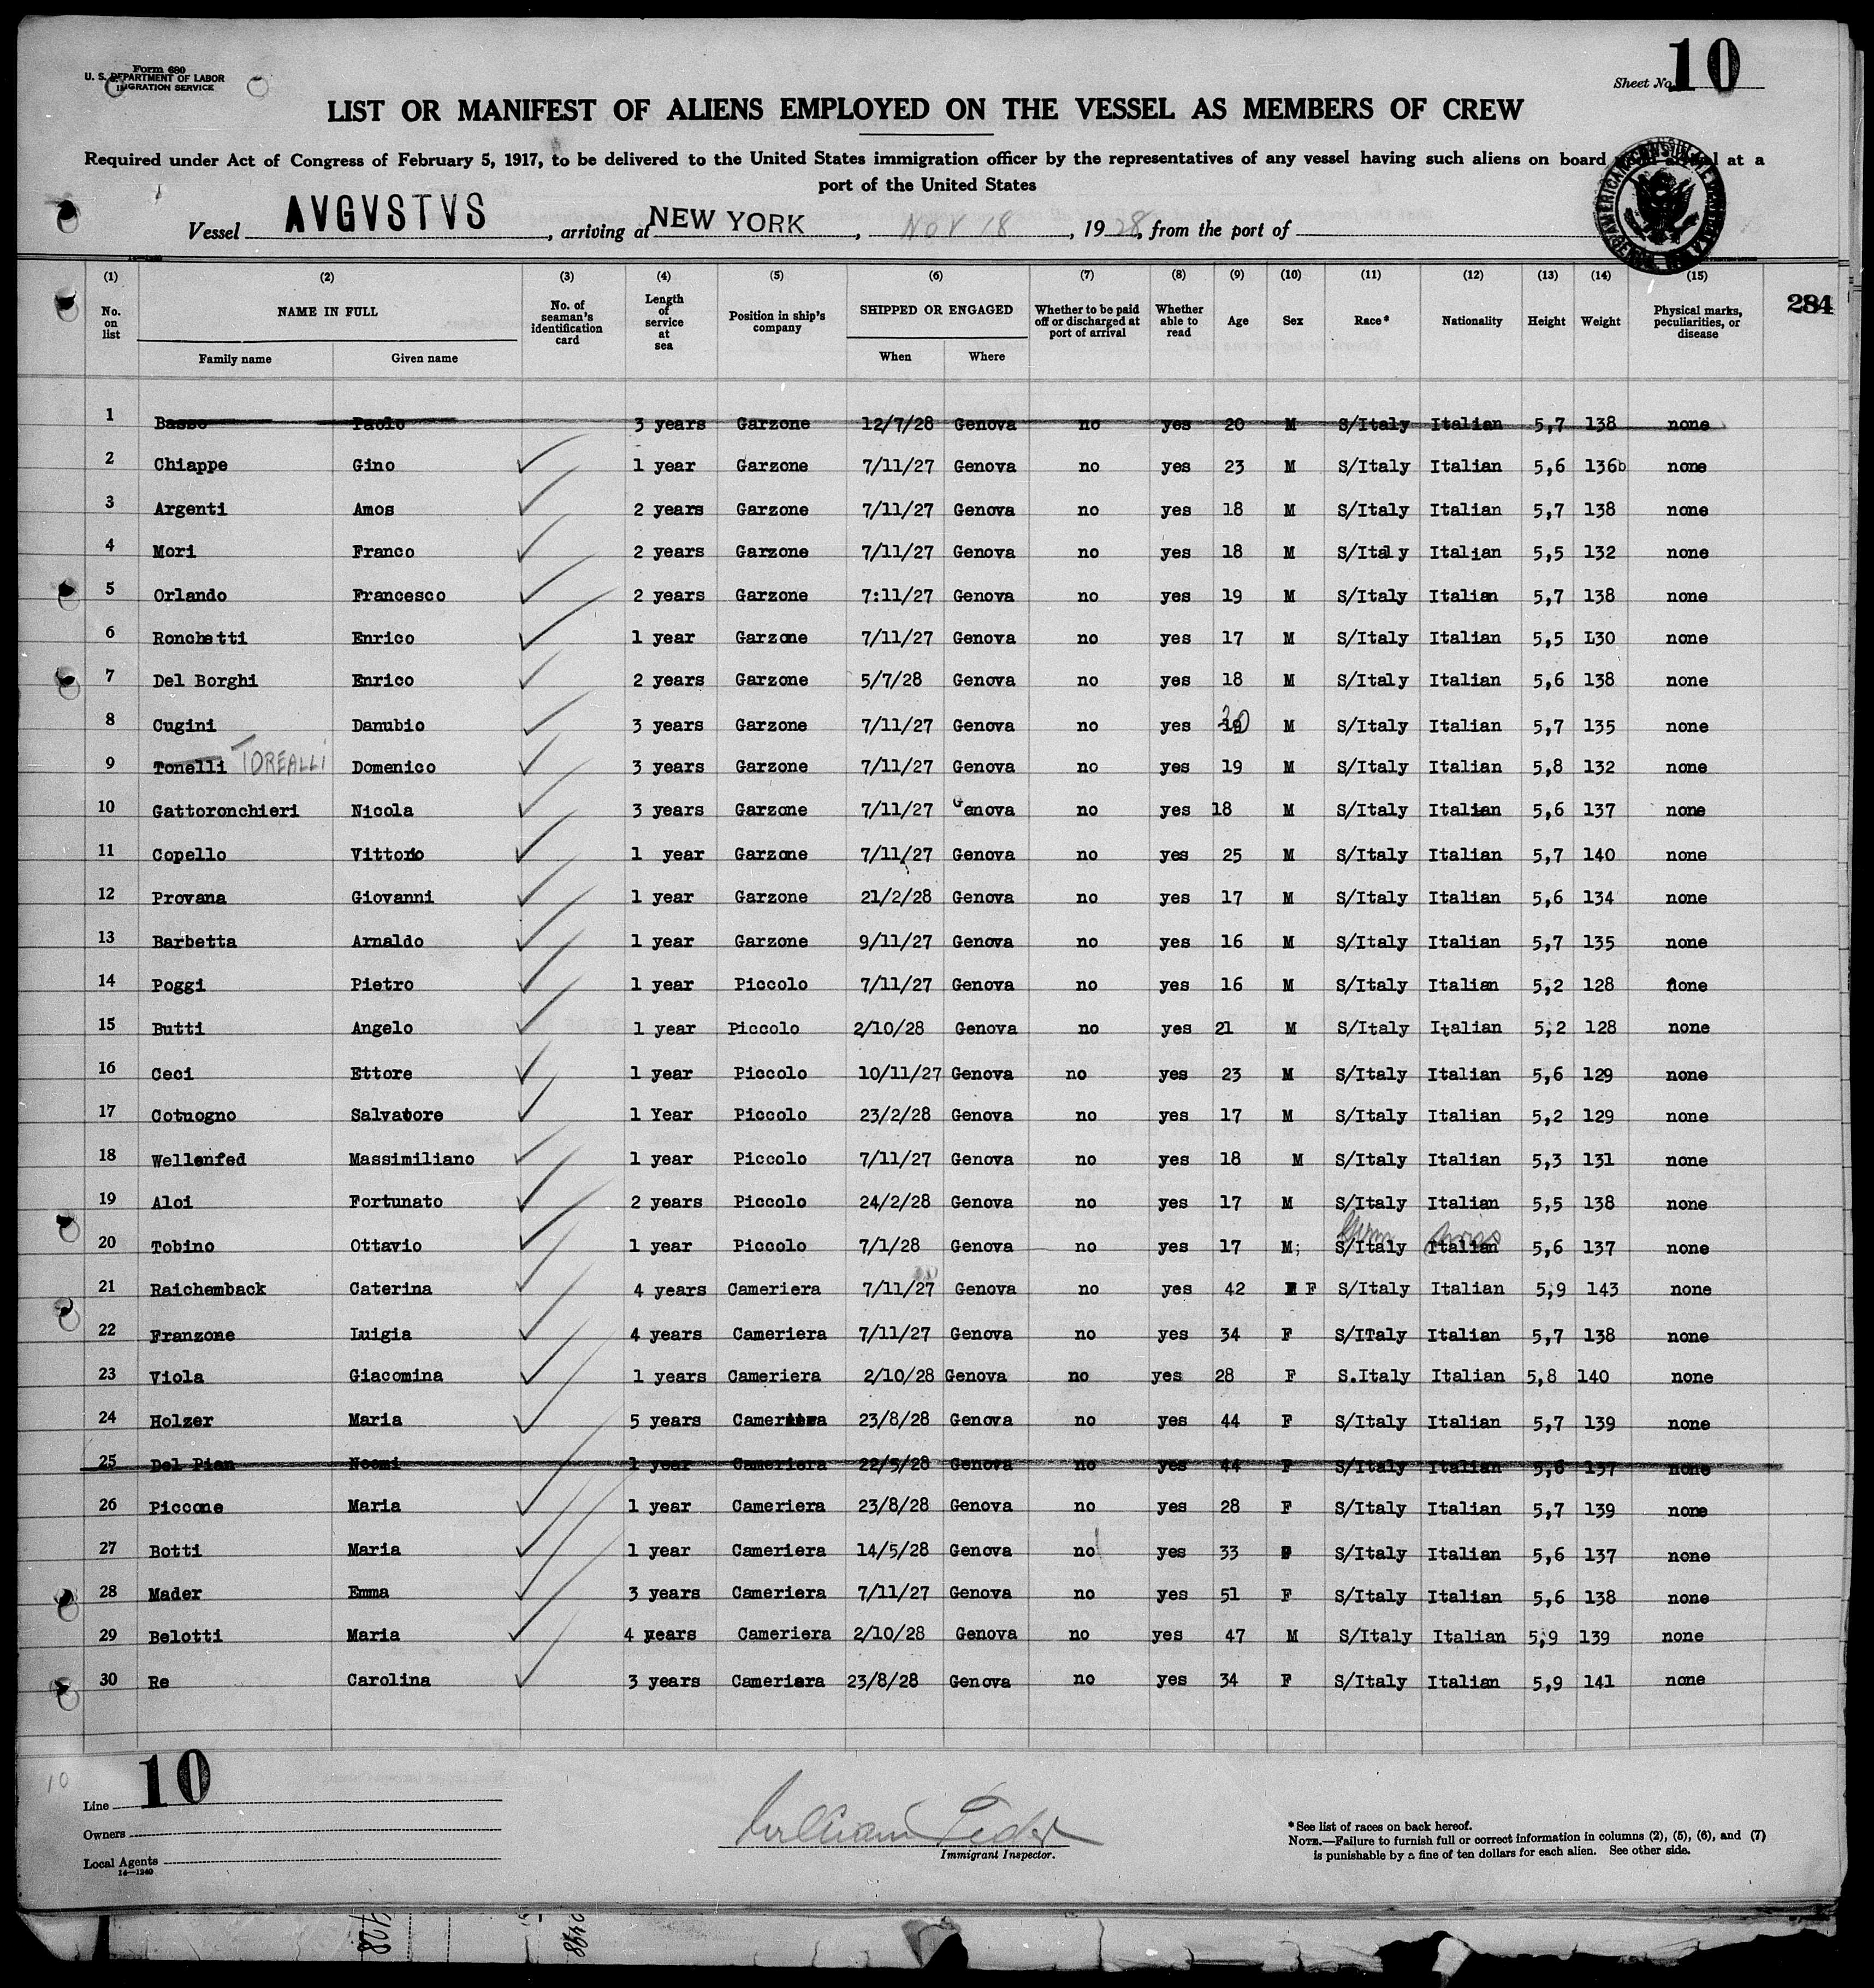 Form 680
U. S. DEPARTMENT OF LABOR
IMMIGRATION SERVICE
Sheet No. 10
LIST OR MANIFEST OF ALIENS EMPLOYED ON THE VESSEL AS MEMBERS OF CREW
Required under Act of Congress of February 5, 1917, to be delivered to the United States immigration officer by the representatives of any vessel having such aliens on board upon arrival at a
port of the United States
Vessel AVGVSTVS, arriving at NEW YORK, NOV 18, 1928, from the port of
(1) (2) (3) (4) (5) (6) (7) (8) (9) (10) (11) (12) (13) (14) (15)
No. on list NAME IN FULL Family name Given name No. of seaman's identification card Length of service at sea Position in ship's company SHIPPED OR ENGAGED When Where Whether to be paid off or discharged at port of arrival Whether able to read Age Sex Race* Nationality Height Weight Physical marks, peculiarities, or disease 284
1 Basso Paolo 3 years Garzone 12/7/28 Genova no yes 20 M S/Italy Italian 5,7 138 none
2 Chiappe Gino 1 year Garzone 7/11/27 Genova no yes 23 M S/Italy Italian 5,6 136b none
3 Argenti Amos 2 years Garzone 7/11/27 Genova no yes 18 M S/Italy Italian 5,7 138 none
4 Mori Franco 2 years Garzone 7/11/27 Genova no yes 18 M S/Italy Italian 5,5 132 none
5 Orlando Francesco 2 years Garzone 7:11/27 Genova no yes 19 M S/Italy Italian 5,7 138 none
6 Ronchetti Enrico 1 year Garzone 7/11/27 Genova no yes 17 M S/Italy Italian 5,5 L30 none
7 Del Borghi Enrico 2 years Garzone 5/7/28 Genova no yes 18 M S/Italy Italian 5,6 138 none
8 Cugini Danubio 3 years Garzone 7/11/27 Genova no yes 20 M S/Italy Italian 5,7 135 none
9 Tonelli TOREALLI Domenico 3 years Garzone 7/11/27 Genova no yes 19 M S/Italy Italian 5,8 132 none
10 Gattoronchieri Nicola 3 years Garzone 7/11/27 Genova no yes 18 M S/Italy Italian 5,6 137 none
11 Copello Vittorio 1 year Garzone 7/11/27 Genova no yes 25 M S/Italy Italian 5,7 140 none
12 Provana Giovanni 1 year Garzone 21/2/28 Genova no yes 17 M S/Italy Italian 5,6 134 none
13 Barbetta Arnaldo 1 year Garzone 9/11/27 Genova no yes 16 M S/Italy Italian 5,7 135 none
14 Poggi Pietro 1 year Piccolo 7/11/27 Genova no yes 16 M S/Italy Italian 5,2 128 none
15 Butti Angelo 1 year Piccolo 2/10/28 Genova no yes 21 M S/Italy Italian 5,2 128 none
16 Ceci Ettore 1 year Piccolo 10/11/27 Genova no yes 23 M S/Italy Italian 5,6 129 none
17 Cotuogno Salvatore 1 Year Piccolo 23/2/28 Genova no yes 17 M S/Italy Italian 5,2 129 none
18 Wellenfed Massimiliano 1 year Piccolo 7/11/27 Genova no yes 18 M S/Italy Italian 5,3 131 none
19 Aloi Fortunato 2 years Piccolo 24/2/28 Genova no yes 17 M S/Italy Italian 5,5 138 none
20 Tobino Ottavio 1 year Piccolo 7/1/28 Genova no yes 17 M; S/Italy Italian 5,6 137 none
21 Raichemback Caterina 4 years Cameriera 7/11/27 Genova no yes 42 F S/Italy Italian 5,9 143 none
22 Franzone Luigia 4 years Cameriera 7/11/27 Genova no yes 34 F S/ITaly Italian 5,7 138 none
23 Viola Giacomina 1 years Cameriera 2/10/28 Genova no yes 28 F S.Italy Italian 5,8 140 none
24 Holzer Maria 5 years Cameriera 23/8/28 Genova no yes 44 F S/Italy Italian 5,7 139 none
25 Del Pian Noemi 1 year Cameriera 22/5/28 Genova no yes 44 F S/Italy Italian 5,6 137 none
26 Piccone Maria 1 year Cameriera 23/8/28 Genova no yes 28 F S/Italy Italian 5,7 139 none
27 Botti Maria 1 year Cameriera 14/5/28 Genova no yes 33 F S/Italy Italian 5,6 137 none
28 Mader Emma 3 years Cameriera 7/11/27 Genova no yes 51 F S/Italy Italian 5,6 138 none
29 Belotti Maria 4 years Cameriera 2/10/28 Genova no yes 47 M S/Italy Italian 5,9 139 none
30 Re Carolina 3 years Cameriera 23/8/28 Genova no yes 34 F S/Italy Italian 5,9 141 none
10
Line 10
Owners
Local Agents
14—1240
Immigrant Inspector.
*See list of races on back hereof.
NOTE.—Failure to furnish full or correct information in columns (2), (5), (6), and (7)
is punishable by a fine of ten dollars for each alien. See other side.